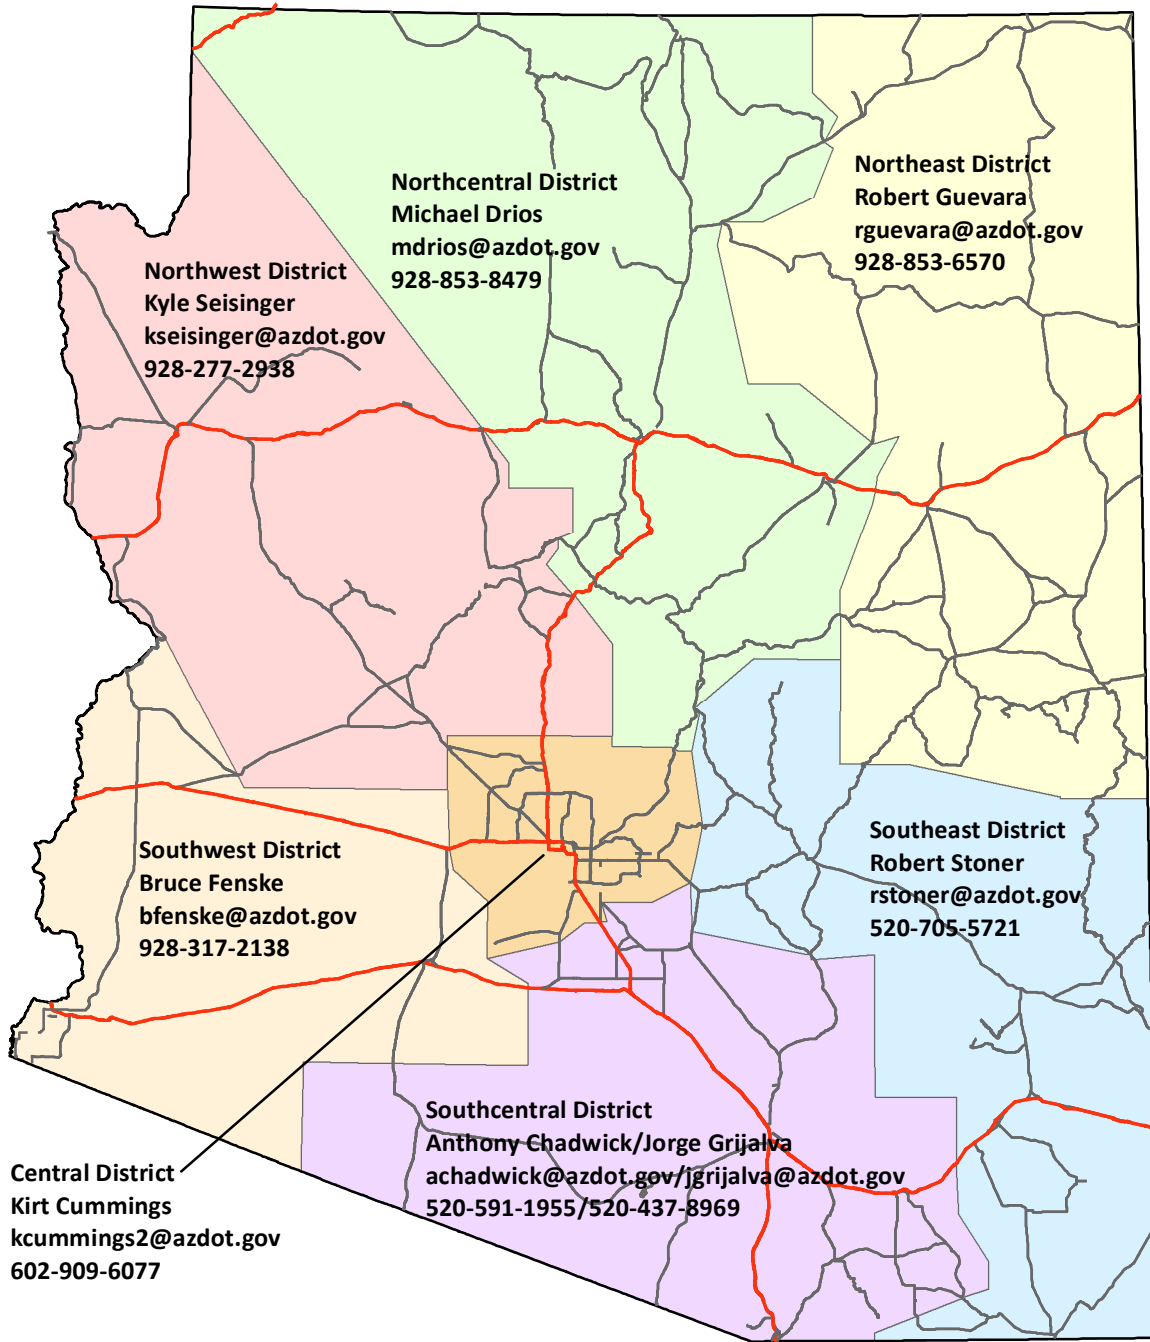 Northcentral District
Michael Drios
mdrios@azdot.gov
928-853-8479
Northeast District
Robert Guevara
rguevara@azdot.gov
928-853-6570
Northwest District
Kyle Seisinger
kseisinger@azdot.gov
928-277-2938
Southwest District
Bruce Fenske
bfenske@azdot.gov
928-317-2138
Southeast District
Robert Stoner
rstoner@azdot.gov
520-705-5721
Southcentral District
Anthony Chadwick/Jorge Grijalva
achadwick@azdot.gov/jgrijalva@azdot.gov
520-591-1955/520-437-8969
Central District
Kirt Cummings
kcummings2@azdot.gov
602-909-6077